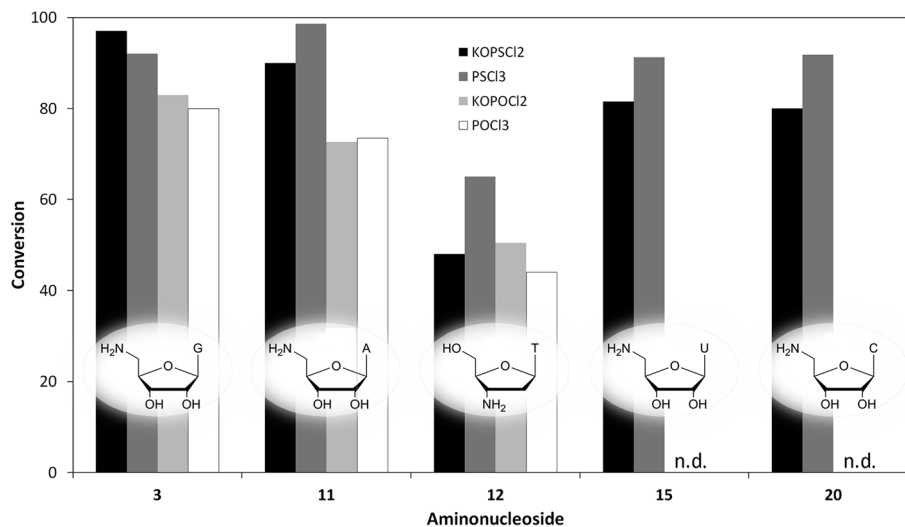 100
80
60
40
20
0
Conversion
KOPSCl2
PSCl3
KOPOCl2
POCl3
H₂N
O
G
OH
OH
H₂N
O
A
OH
OH
HO
O
T
NH₂
H₂N
O
U
OH
OH
H₂N
O
C
OH
OH
n.d.
n.d.
3
11
12
15
20
Aminonucleoside